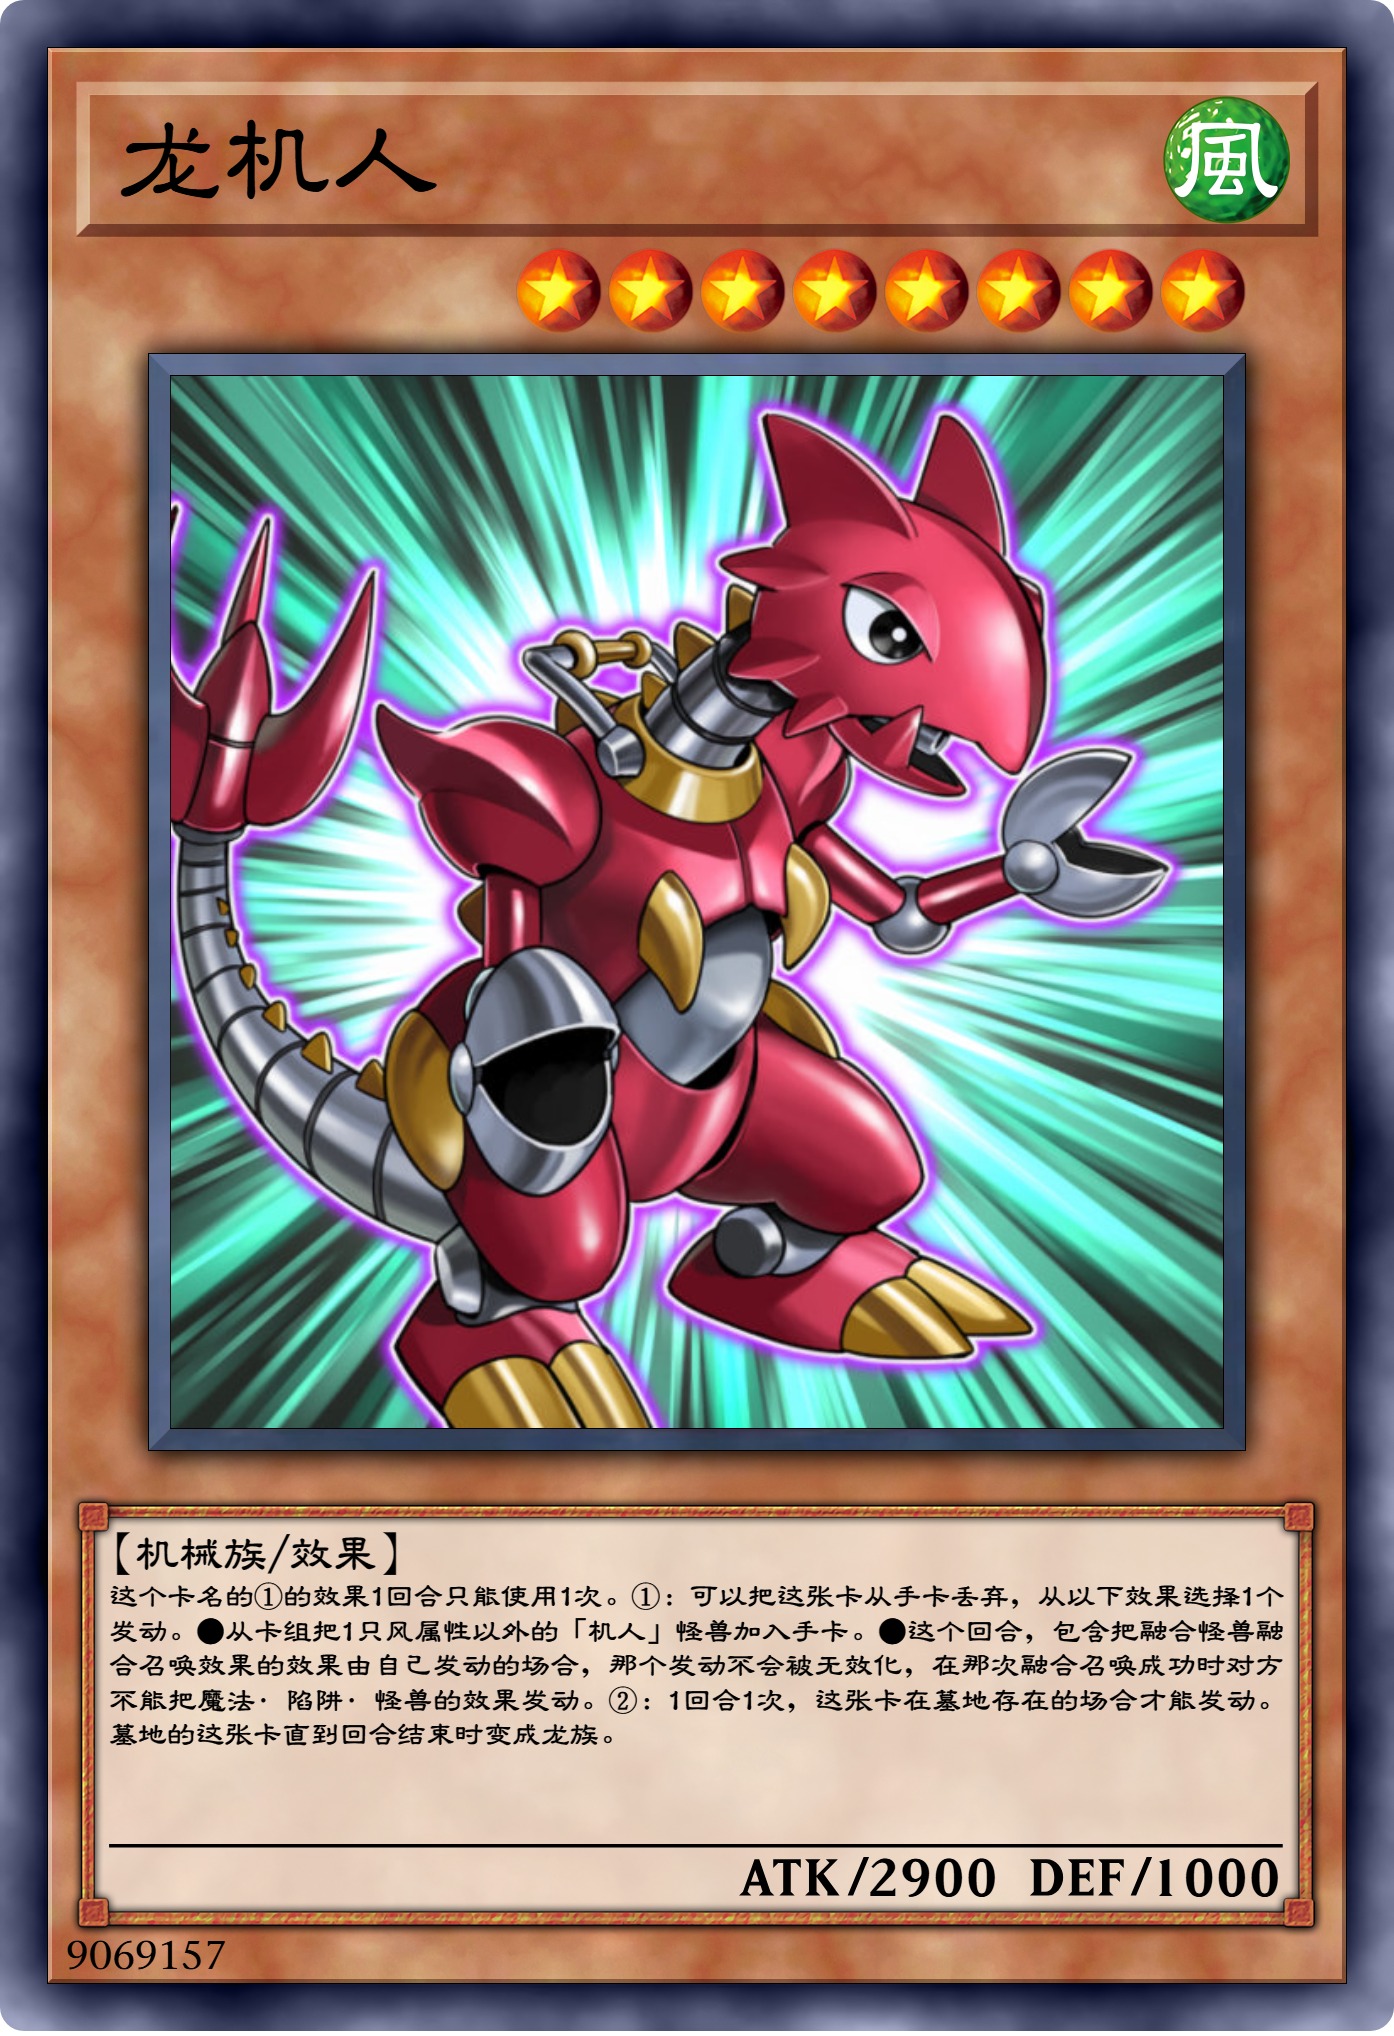 龙机人
風
【机械族/效果】
这个卡名的①的效果1回合只能使用1次。①：可以把这张卡从手卡丢弃，从以下效果选择1个
发动。●从卡组把1只风属性以外的「机人」怪兽加入手卡。●这个回合，包含把融合怪兽融
合召唤效果的效果由自己发动的场合，那个发动不会被无效化，在那次融合召唤成功时对方
不能把魔法·陷阱·怪兽的效果发动。②：1回合1次，这张卡在墓地存在的场合才能发动。
墓地的这张卡直到回合结束时变成龙族。
ATK/2900 DEF/1000
9069157